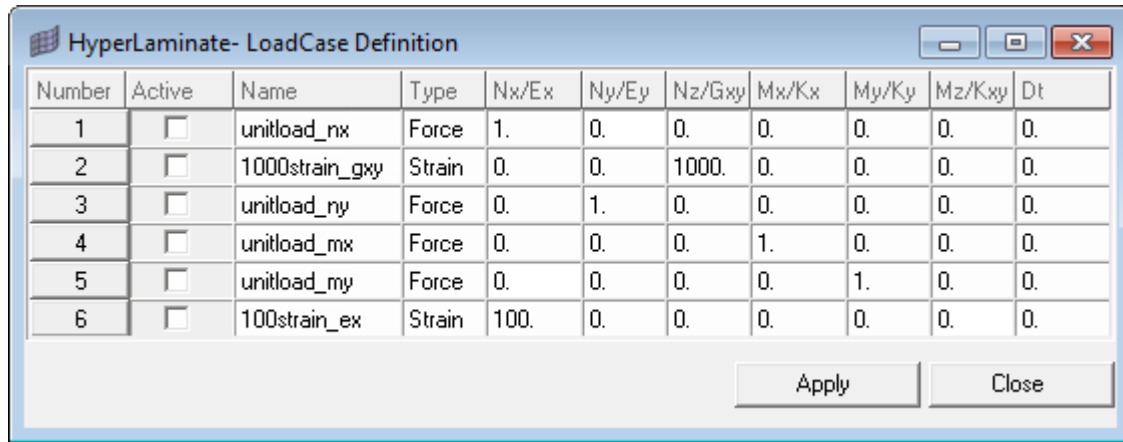 HyperLaminate- LoadCase Definition
Number Active Name Type Nx/Ex Ny/Ey Nz/Gxy Mx/Kx My/Ky Mz/Kxy Dt
1 unitload_nx Force 1. 0. 0. 0. 0. 0. 0.
2 1000strain_gxy Strain 0. 0. 1000. 0. 0. 0. 0.
3 unitload_ny Force 0. 1. 0. 0. 0. 0. 0.
4 unitload_mx Force 0. 0. 0. 1. 0. 0. 0.
5 unitload_my Force 0. 0. 0. 0. 1. 0. 0.
6 100strain_ex Strain 100. 0. 0. 0. 0. 0. 0.
Apply Close